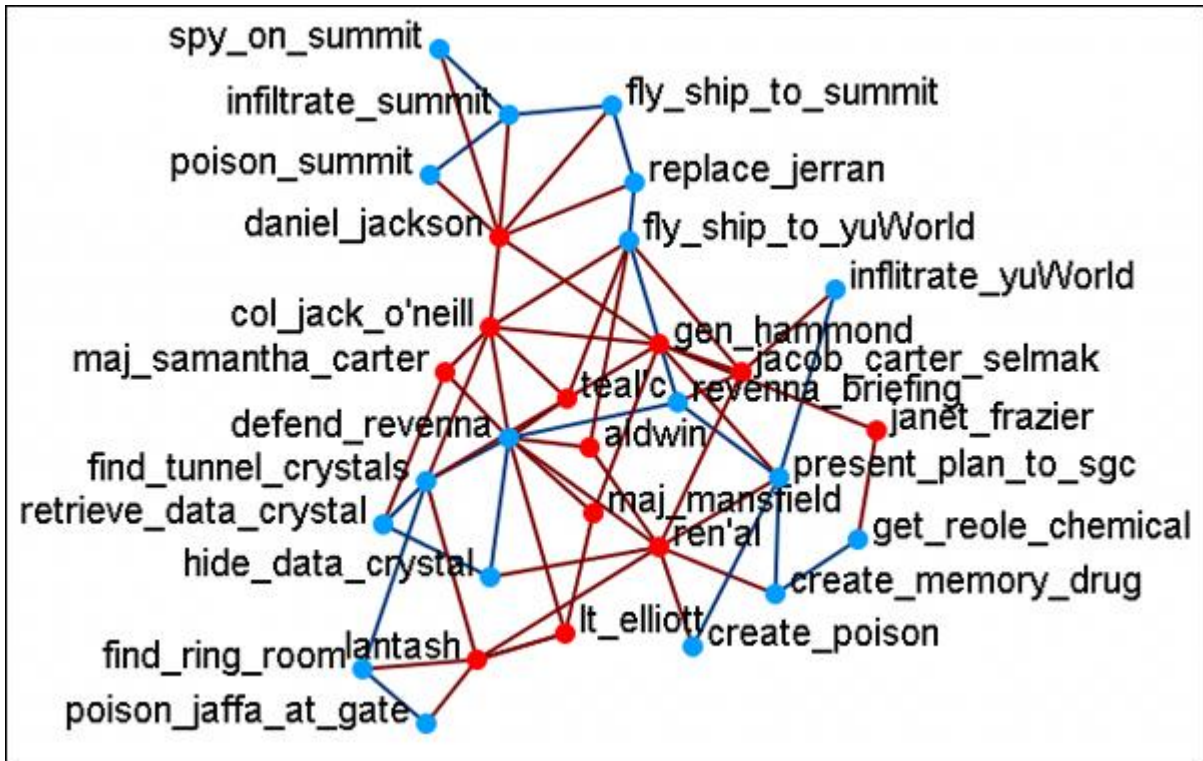 spy_on_summit
fly_ship_to_summit
infiltrate_summit
poison_summit
replace_jerran
daniel_jackson
fly_ship_to_yuWorld
inflitrate_yuWorld
col_jack_o'neill
gen_hammond
maj_samantha_carter
jacob_carter_selmak
teal'c
revenna_briefing
defend_revenna
aldwin
janet_frazier
find_tunnel_crystals
present_plan_to_sgc
maj_mansfield
retrieve_data_crystal
get_reole_chemical
ren'al
hide_data_crystal
create_memory_drug
lt_elliott
create_poison
find_ring_room
lantash
poison_jaffa_at_gate